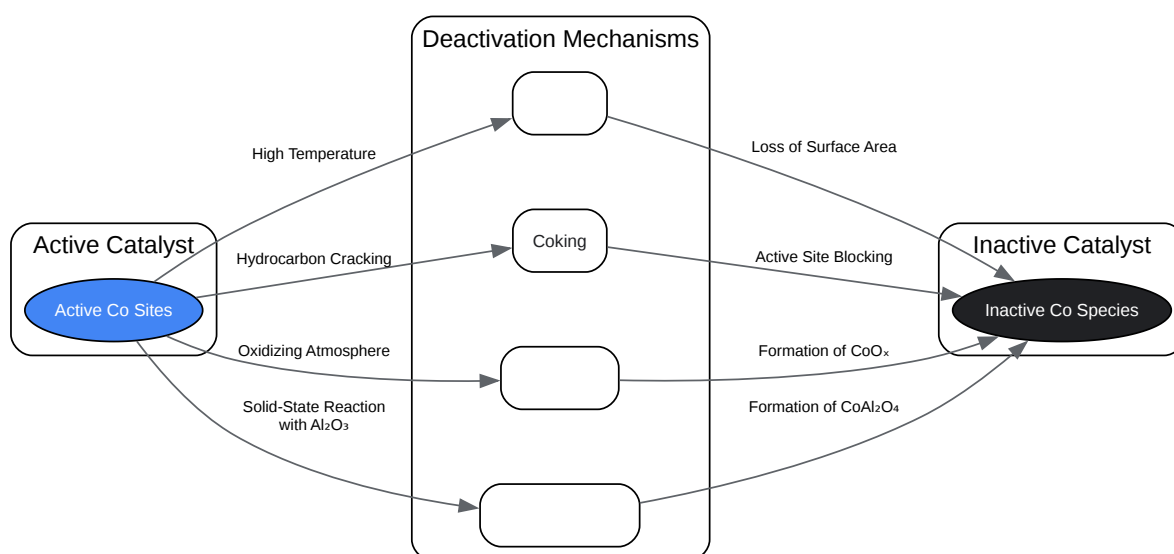 Deactivation Mechanisms
High Temperature
Loss of Surface Area
Active Catalyst
Coking
Inactive Catalyst
Hydrocarbon Cracking
Active Site Blocking
Active Co Sites
Inactive Co Species
Oxidizing Atmosphere
Formation of CoOₓ
Solid-State Reaction
with Al₂O₃
Formation of CoAl₂O₄